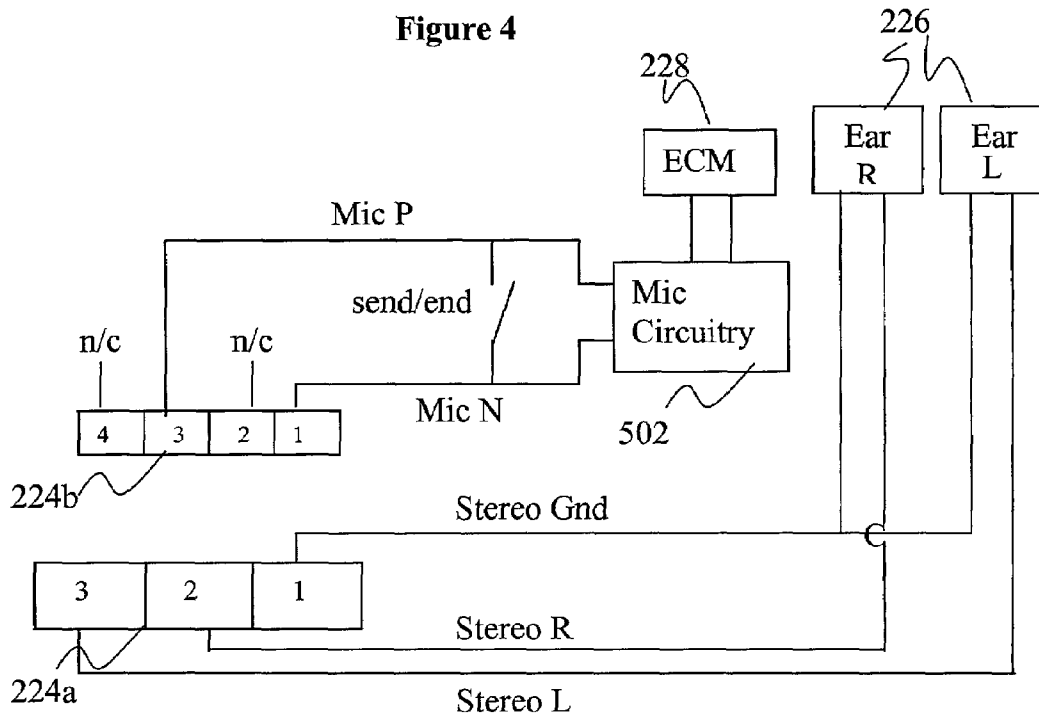 Figure 4
228
226
ECM
Ear
R
Ear
L
Mic P
send/end
Mic
Circuitry
n/c
n/c
Mic N
4 3 2 1
502
224b
Stereo Gnd
3 2 1
Stereo R
224a
Stereo L